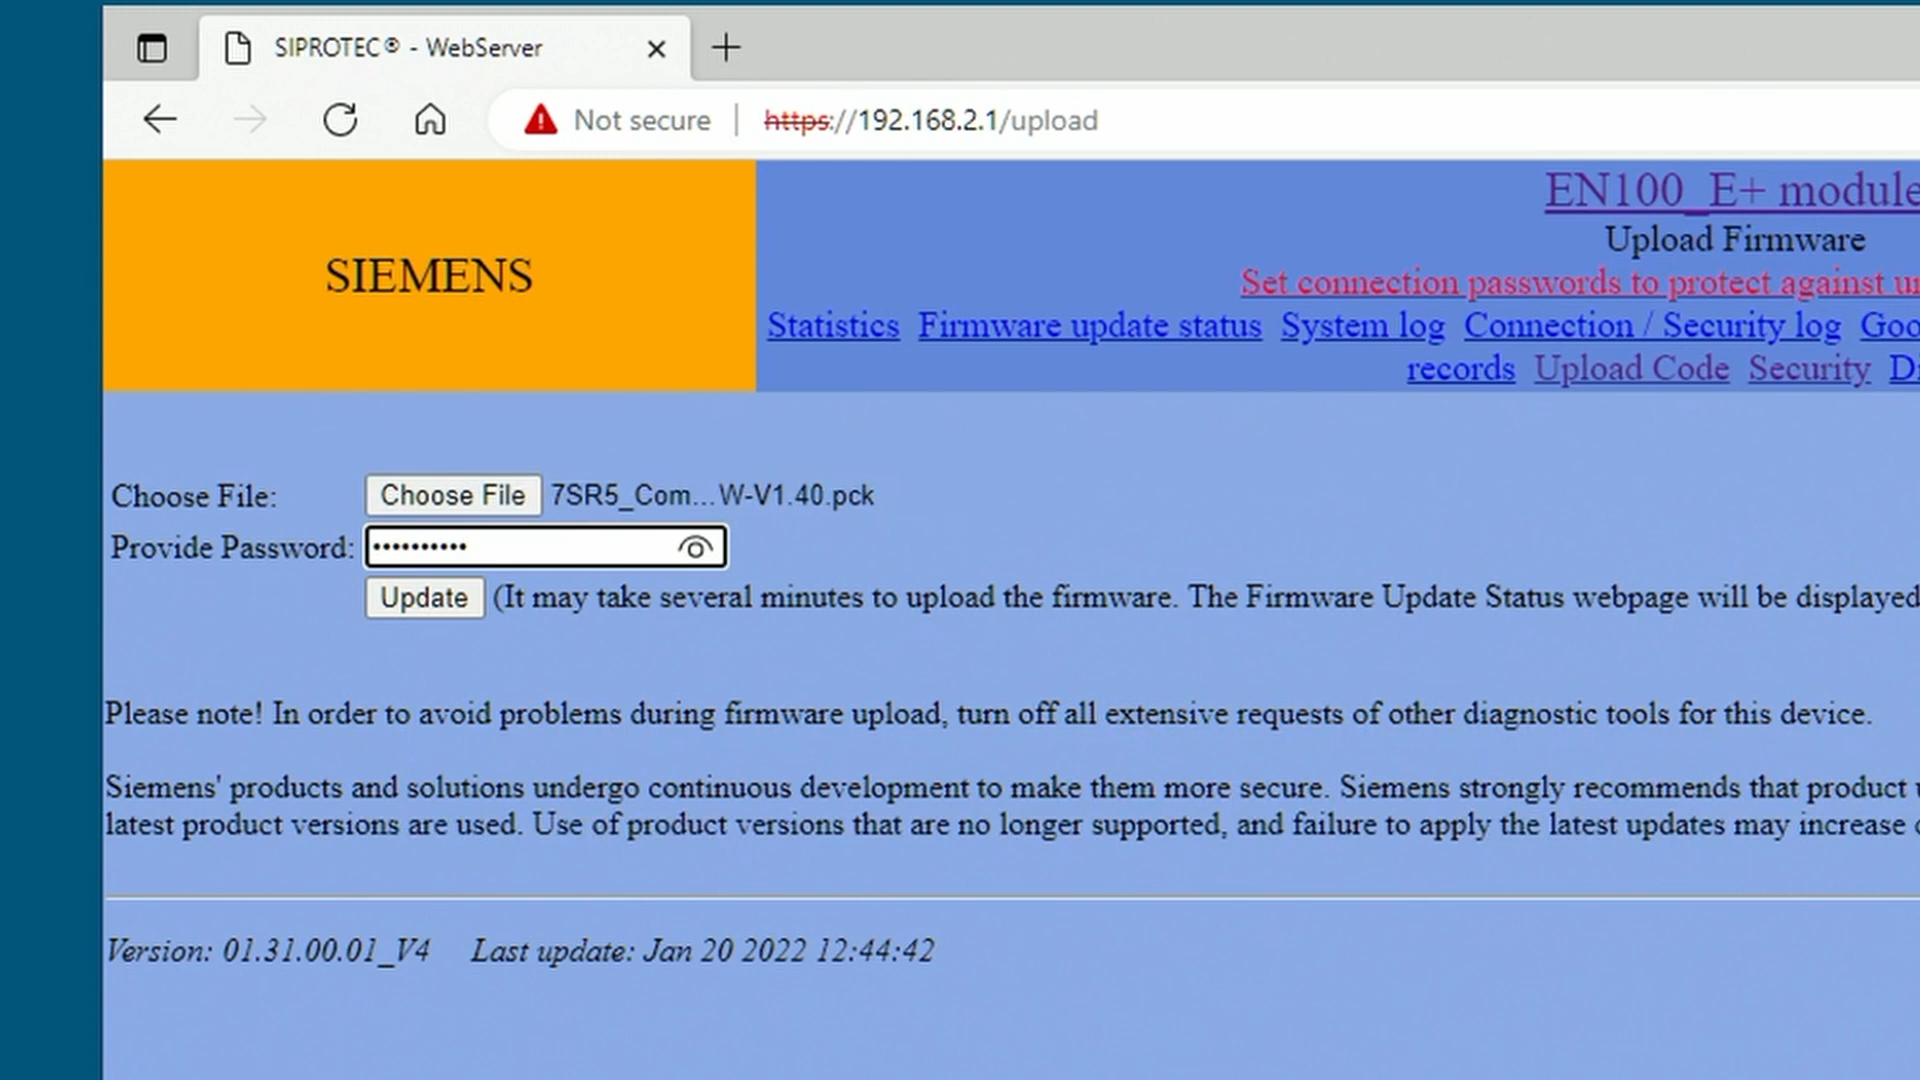 SIPROTEC® - WebServer
Not secure | https://192.168.2.1/upload
SIEMENS
EN100_E+ module
Upload Firmware
Set connection passwords to protect against
Statistics Firmware update status System log Connection / Security log
records Upload Code Security
Choose File: Choose File 7SR5_Com...W-V1.40.pck
Provide Password: ••••••••••
Update (It may take several minutes to upload the firmware. The Firmware Update Status webpage will be displayed
Please note! In order to avoid problems during firmware upload, turn off all extensive requests of other diagnostic tools for this device.
Siemens' products and solutions undergo continuous development to make them more secure. Siemens strongly recommends that product
latest product versions are used. Use of product versions that are no longer supported, and failure to apply the latest updates may increase
Version: 01.31.00.01_V4 Last update: Jan 20 2022 12:44:42